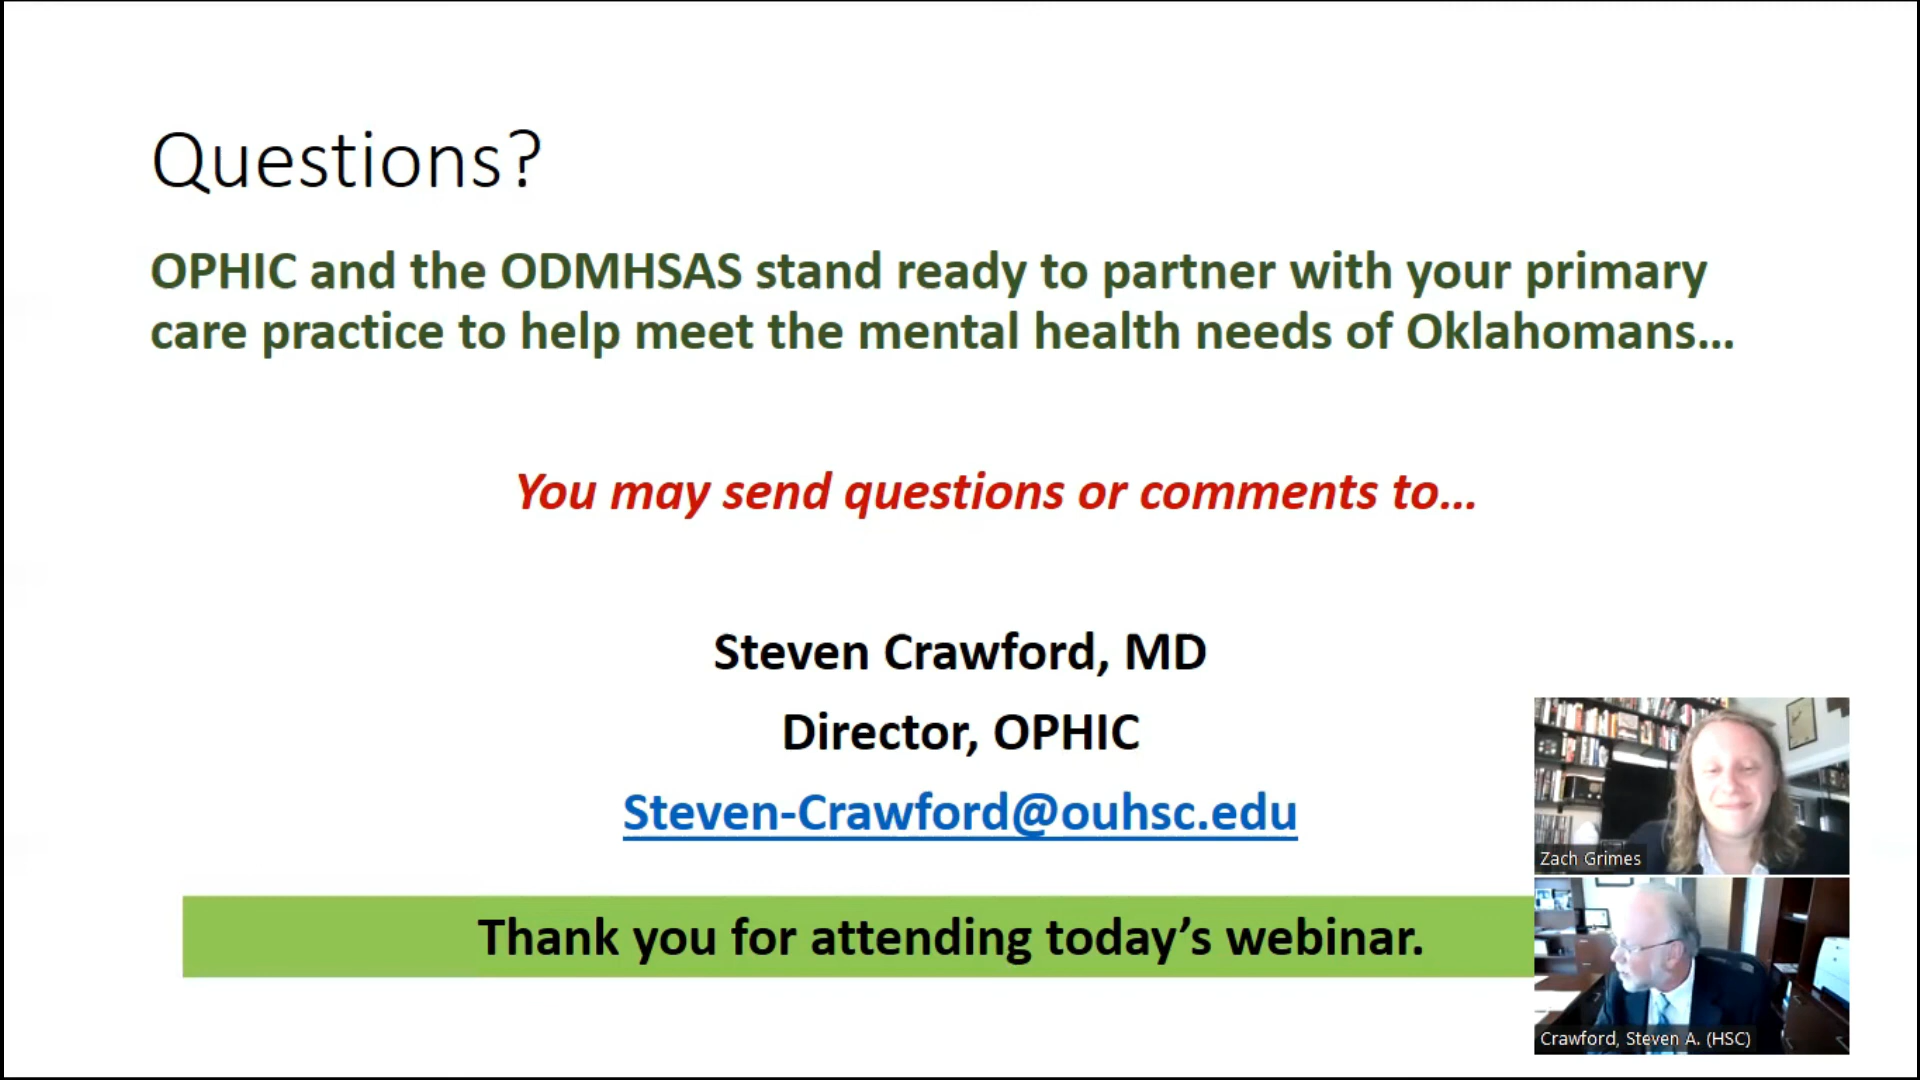 Questions?
OPHIC and the ODMHSAS stand ready to partner with your primary
care practice to help meet the mental health needs of Oklahomans...
You may send questions or comments to...
Steven Crawford, MD
Director, OPHIC
Steven-Crawford@ouhsc.edu
Thank you for attending today’s webinar.
Zach Grimes
Crawford, Steven A. (HSC)